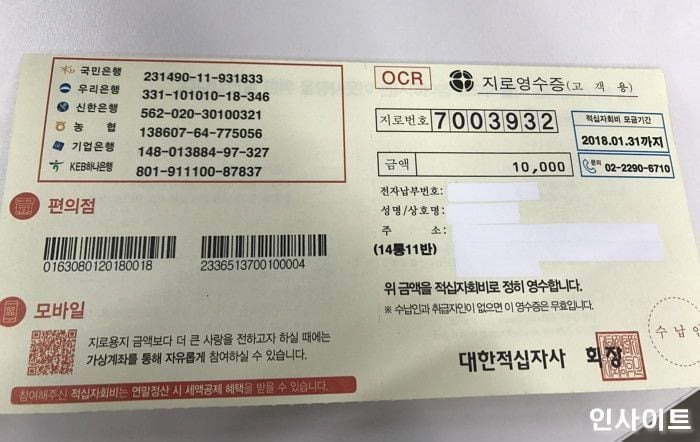 국민은행 231490-11-931833
우리은행 331-101010-18-346
신한은행 562-020-30100321
농 협 138607-64-775056
기업은행 148-013884-97-327
KEB하나은행 801-911100-87837
편의점
0163080120180018
2336513700100004
모바일
지로용지 금액보다 더 큰 사랑을 전하고자 하실 때에는
가상계좌를 통해 자유롭게 참여하실 수 있습니다.
참여해주신 적십자회비는 연말정산 시 세액공제 혜택을 받을 수 있습니다.
OCR 지로영수증(고 객 용)
지로번호 7003932
금액 10,000
적십자회비 모금기간
2018.01.31까지
문의 02-2290-6710
전자납부번호:
성명/상호명:
주 소:
(14통11반)
위 금액을 적십자회비로 정히 영수합니다.
※ 수납인과 취급자인이 없으면 이 영수증은 무효입니다.
수납인
대한적십자사 회장
인사이트